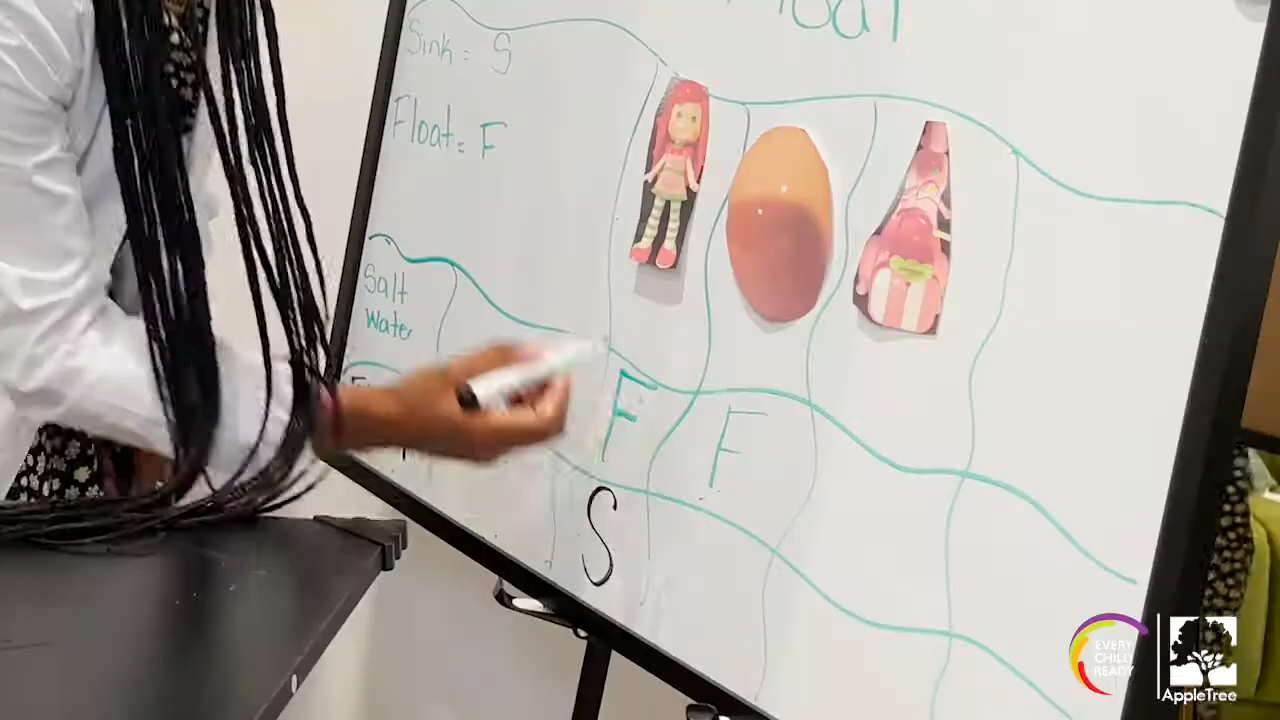 Float
Sink = S
Float = F
Salt
Water
F
F
S
EVERY
CHILD
READY
AppleTree